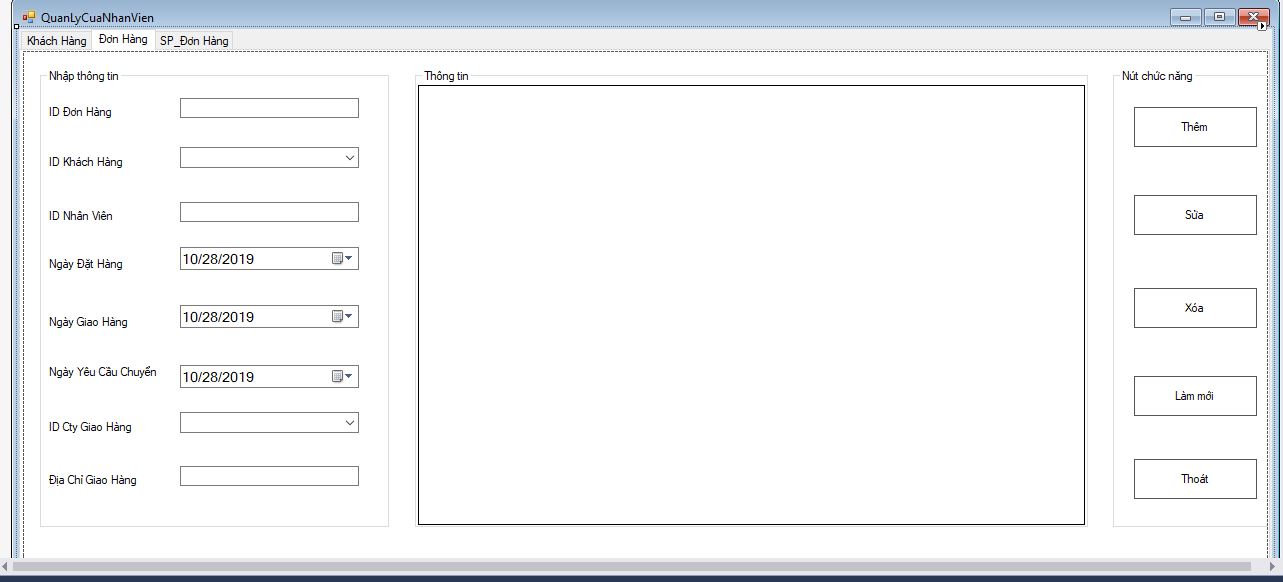 QuanLyCuaNhanVien
Khách Hàng Đơn Hàng SP_Đơn Hàng
Nhập thông tin
ID Đơn Hàng
ID Khách Hàng
ID Nhân Viên
Ngày Đặt Hàng 10/28/2019
Ngày Giao Hàng 10/28/2019
Ngày Yêu Cầu Chuyển 10/28/2019
ID Cty Giao Hàng
Địa Chỉ Giao Hàng
Thông tin
Nút chức năng
Thêm
Sửa
Xóa
Làm mới
Thoát